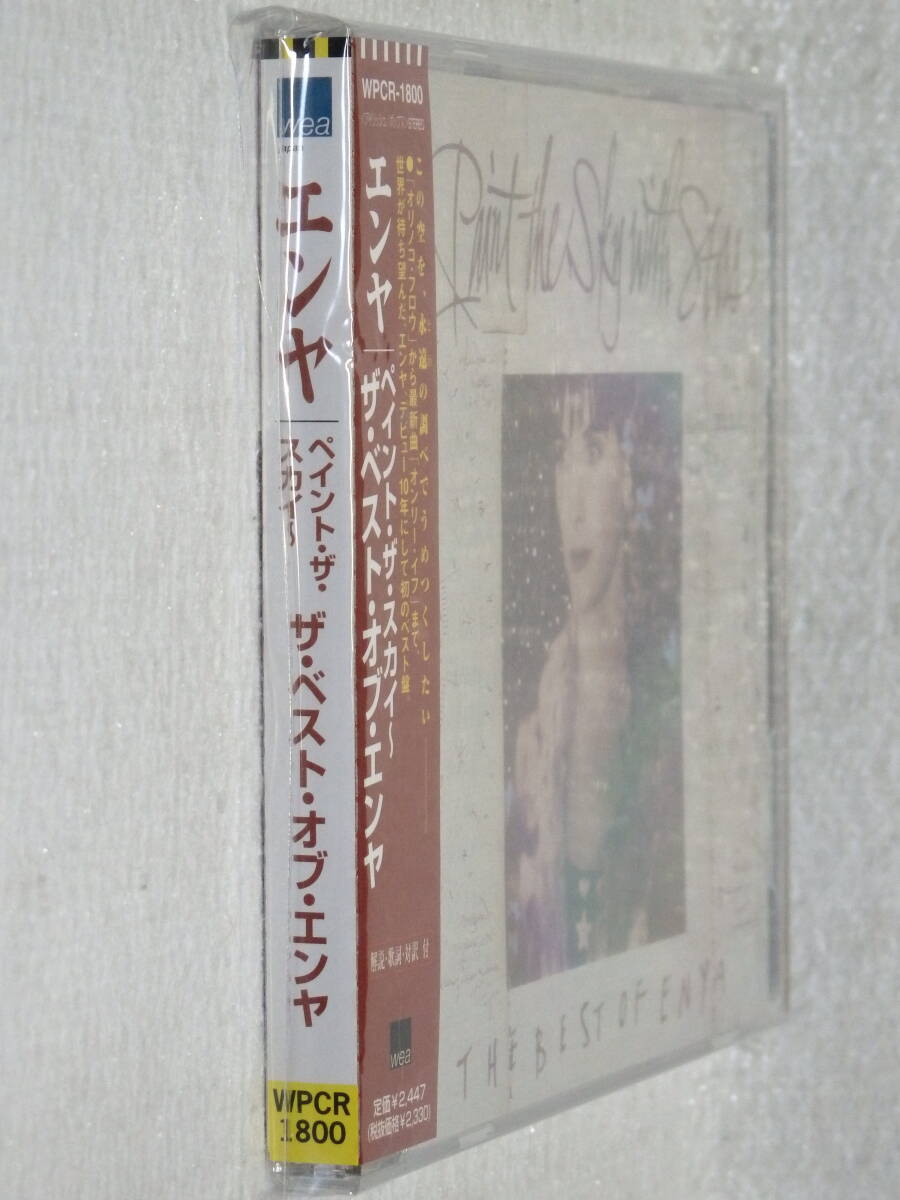 wea
Japan
エンヤ
ペイント・ザ・
スカイ~
ザ・ベスト・オブ・エンヤ
WPCR
1800
WPCR-1800
この空を、永遠の調べでうめつくしたい
●「オリノコ・フロウ」から最新曲「オンリー・イフ」まで、
世界が待ち望んだ、エンヤ、デビュー10年にして初のベスト盤。
エンヤ
ペイント・ザ・スカイ~
ザ・ベスト・オブ・エンヤ
解説・歌詞・対訳 付
wea
定価¥2,447
(税抜価格¥2,330)
Paint the Sky with Stars
THE BEST OF ENYA